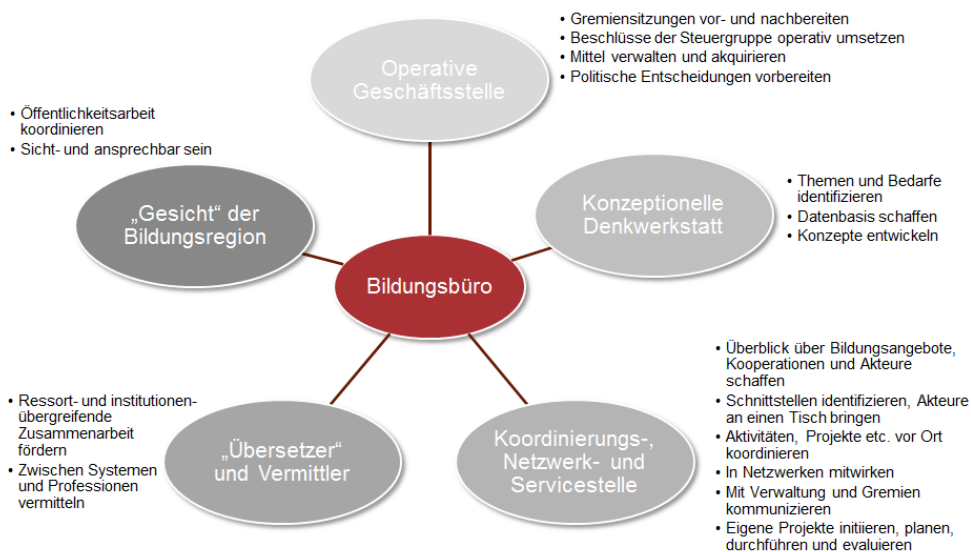 • Gremiensitzungen vor- und nachbereiten
• Beschlüsse der Steuergruppe operativ umsetzen
• Mittel verwalten und akquirieren
• Politische Entscheidungen vorbereiten
Operative
Geschäftsstelle
• Öffentlichkeitsarbeit
koordinieren
• Sicht- und ansprechbar sein
„Gesicht“ der
Bildungsregion
Konzeptionelle
Denkwerkstatt
• Themen und Bedarfe
identifizieren
• Datenbasis schaffen
• Konzepte entwickeln
Bildungsbüro
• Ressort- und institutionen-
übergreifende
Zusammenarbeit
fördern
• Zwischen Systemen
und Professionen
vermitteln
„Übersetzer“
und Vermittler
Koordinierungs-,
Netzwerk- und
Servicestelle
• Überblick über Bildungsangebote,
Kooperationen und Akteure
schaffen
• Schnittstellen identifizieren, Akteure
an einen Tisch bringen
• Aktivitäten, Projekte etc. vor Ort
koordinieren
• In Netzwerken mitwirken
• Mit Verwaltung und Gremien
kommunizieren
• Eigene Projekte initiieren, planen,
durchführen und evaluieren